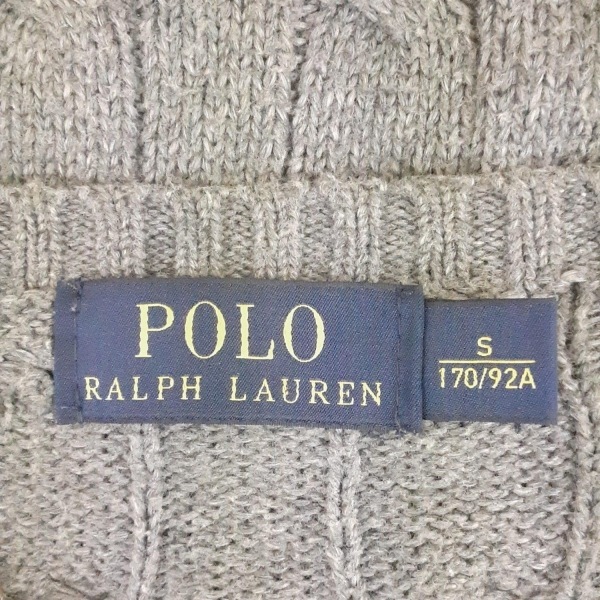 POLO
RALPH LAUREN
S
170/92A